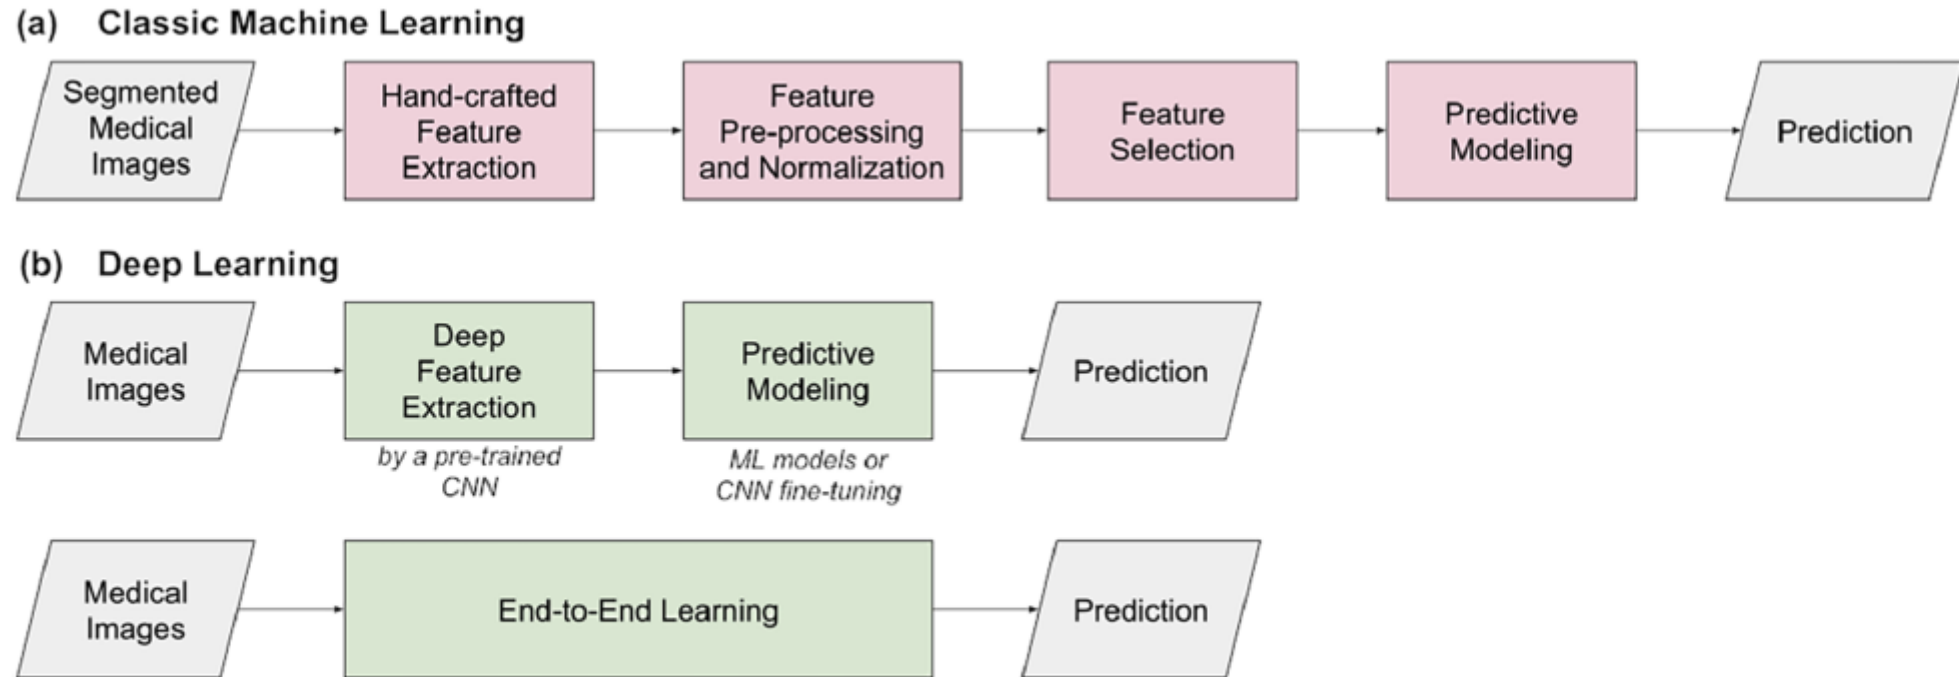 (a) Classic Machine Learning
Segmented
Medical
Images
Hand-crafted
Feature
Extraction
Feature
Pre-processing
and Normalization
Feature
Selection
Predictive
Modeling
Prediction
(b) Deep Learning
Medical
Images
Deep
Feature
Extraction
by a pre-trained
CNN
Predictive
Modeling
ML models or
CNN fine-tuning
Prediction
Medical
Images
End-to-End Learning
Prediction